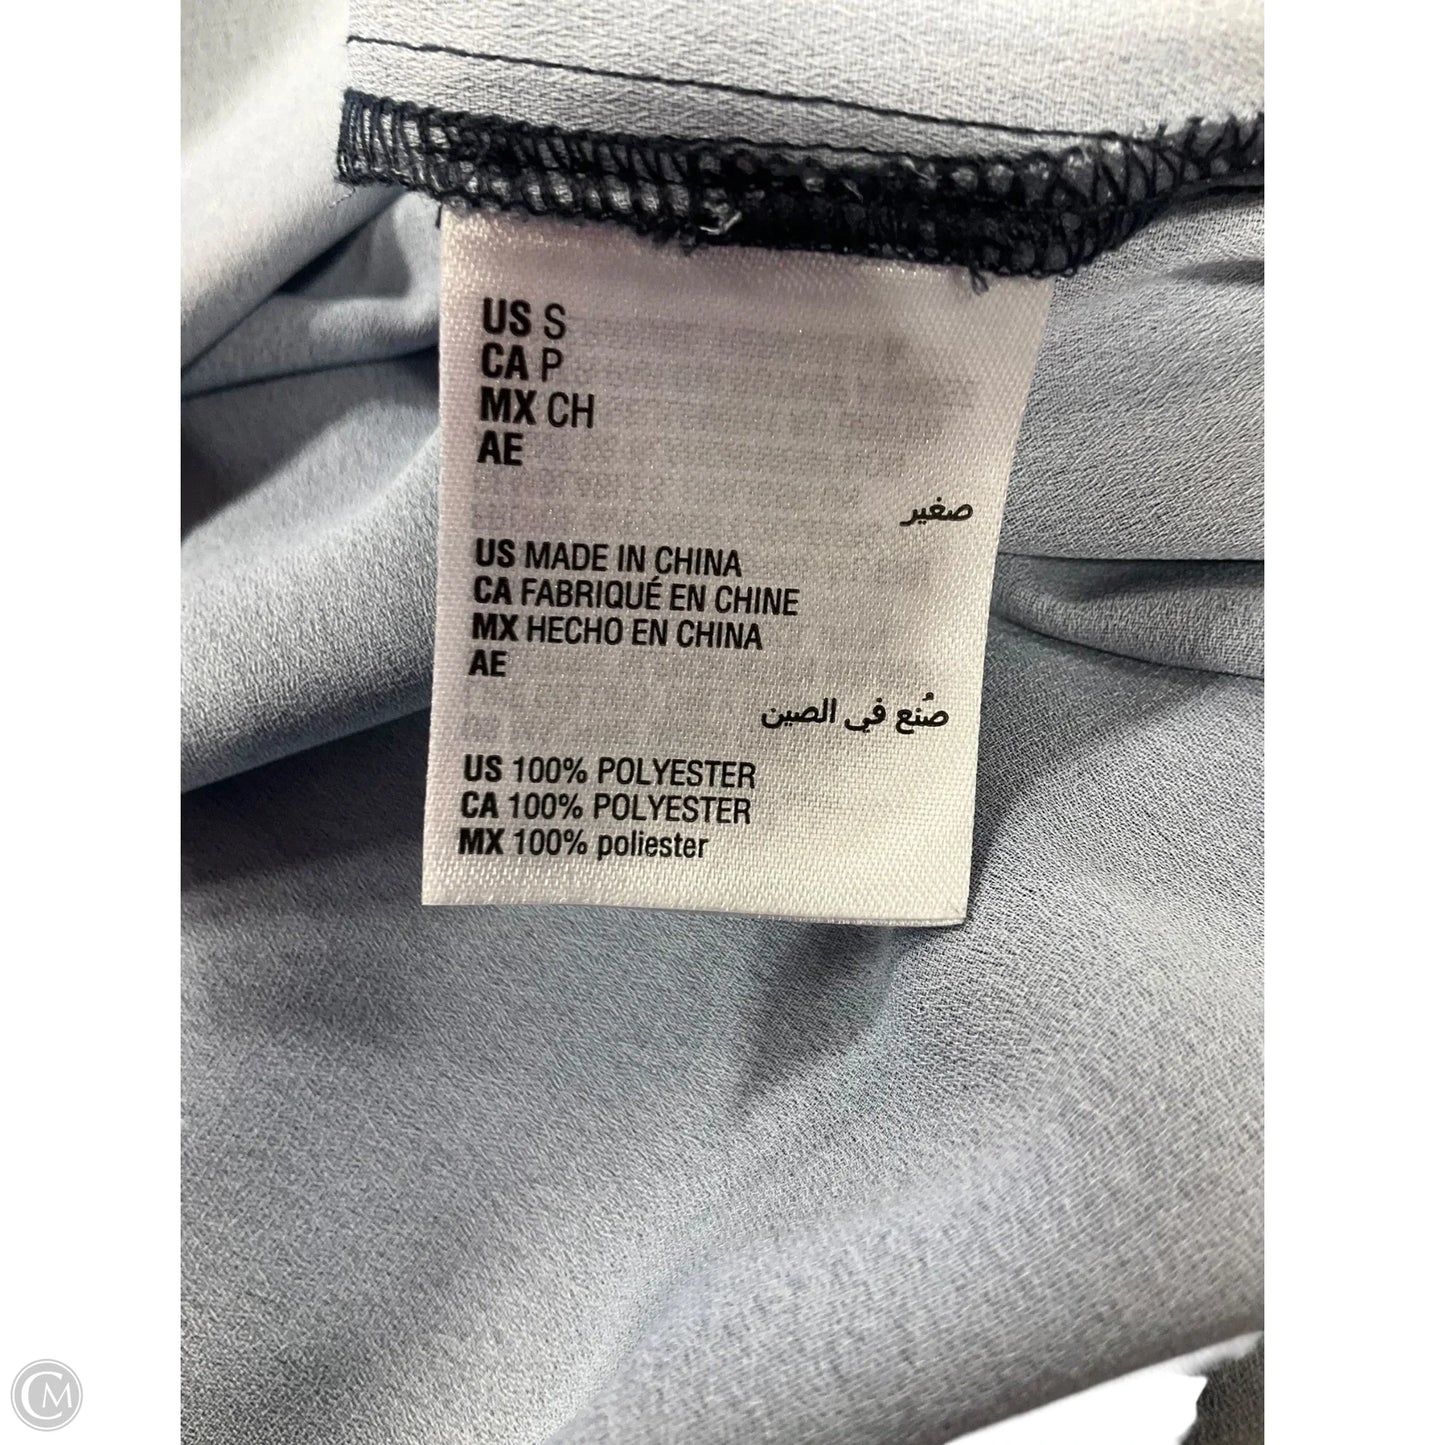 US S
CA P
MX CH
AE
صغير
US MADE IN CHINA
CA FABRIQUÉ EN CHINE
MX HECHO EN CHINA
AE
صُنع في الصين
US 100% POLYESTER
CA 100% POLYESTER
MX 100% poliester
CM